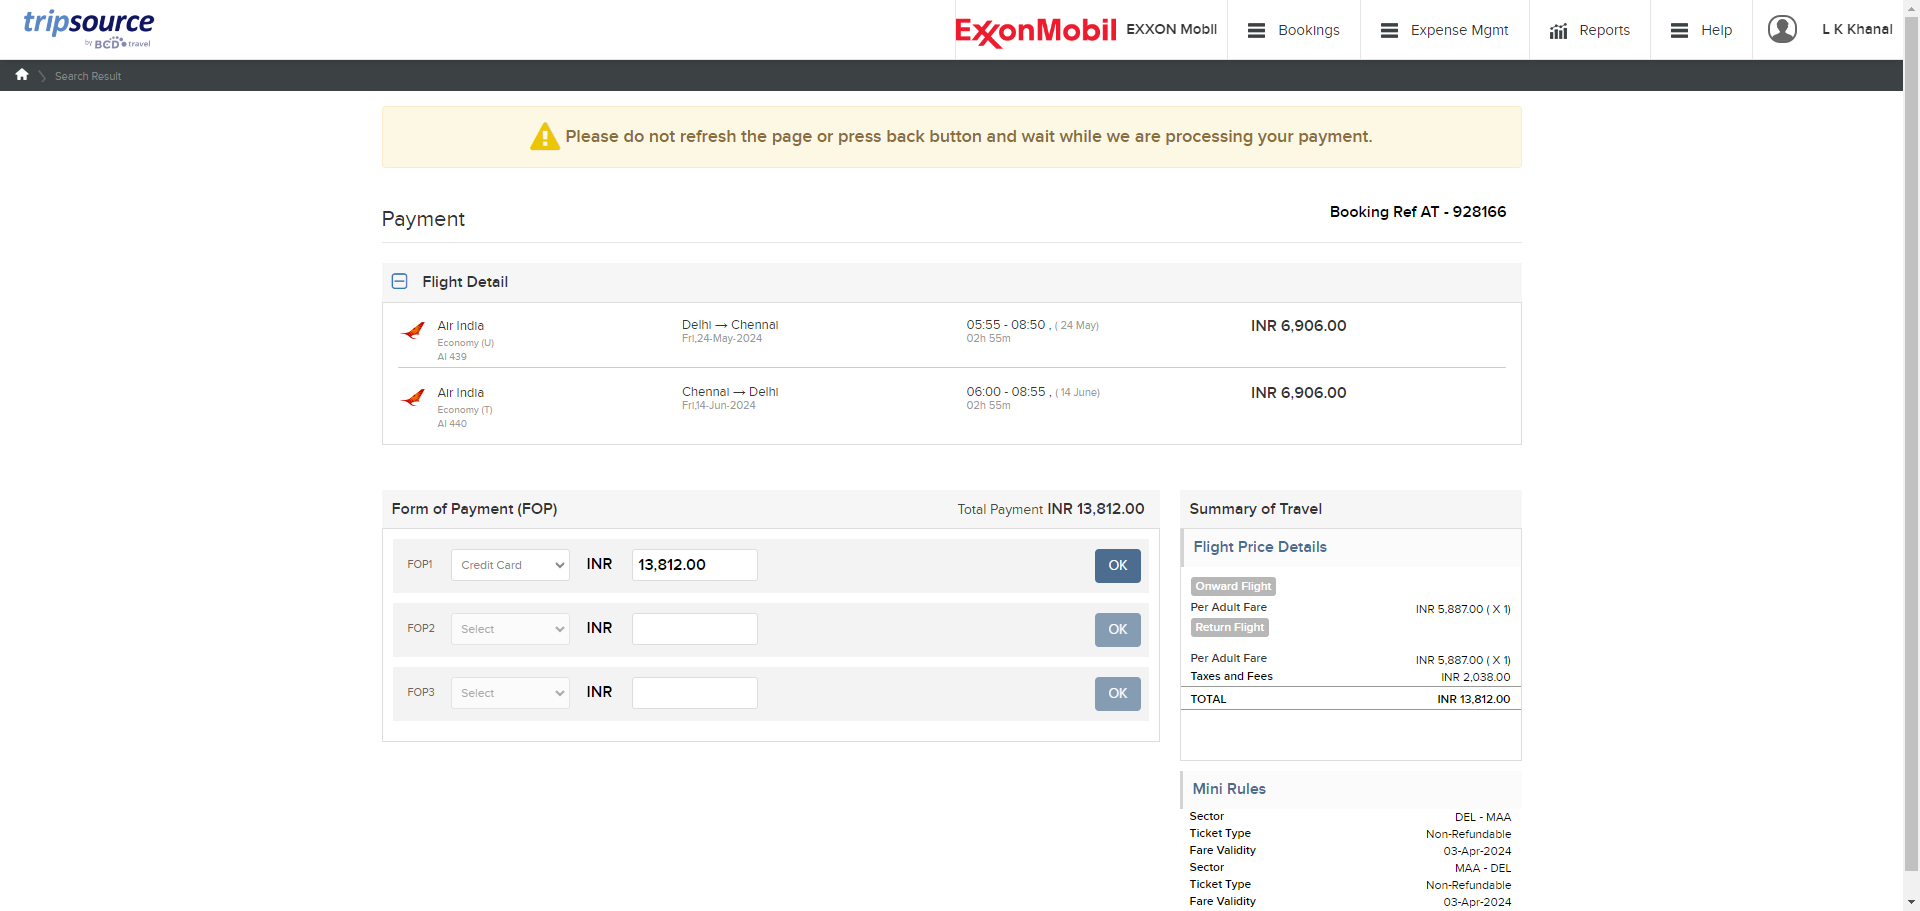 tripsource
by BCD travel
ExxonMobil
EXXON Mobil
Bookings
Expense Mgmt
Reports
Help
L K Khanal
Search Result
Please do not refresh the page or press back button and wait while we are processing your payment.
Payment
Booking Ref AT - 928166
Flight Detail
Air India
Economy (U)
AI 439
Delhi → Chennai
Fri,24-May-2024
05:55 - 08:50 , ( 24 May)
02h 55m
INR 6,906.00
Air India
Economy (T)
AI 440
Chennai → Delhi
Fri,14-Jun-2024
06:00 - 08:55 , ( 14 June)
02h 55m
INR 6,906.00
Form of Payment (FOP)
Total Payment INR 13,812.00
FOP1 Credit Card INR 13,812.00 OK
FOP2 Select INR OK
FOP3 Select INR OK
Summary of Travel
Flight Price Details
Onward Flight
Per Adult Fare INR 5,887.00 ( X 1)
Return Flight
Per Adult Fare INR 5,887.00 ( X 1)
Taxes and Fees INR 2,038.00
TOTAL INR 13,812.00
Mini Rules
Sector DEL - MAA
Ticket Type Non-Refundable
Fare Validity 03-Apr-2024
Sector MAA - DEL
Ticket Type Non-Refundable
Fare Validity 03-Apr-2024